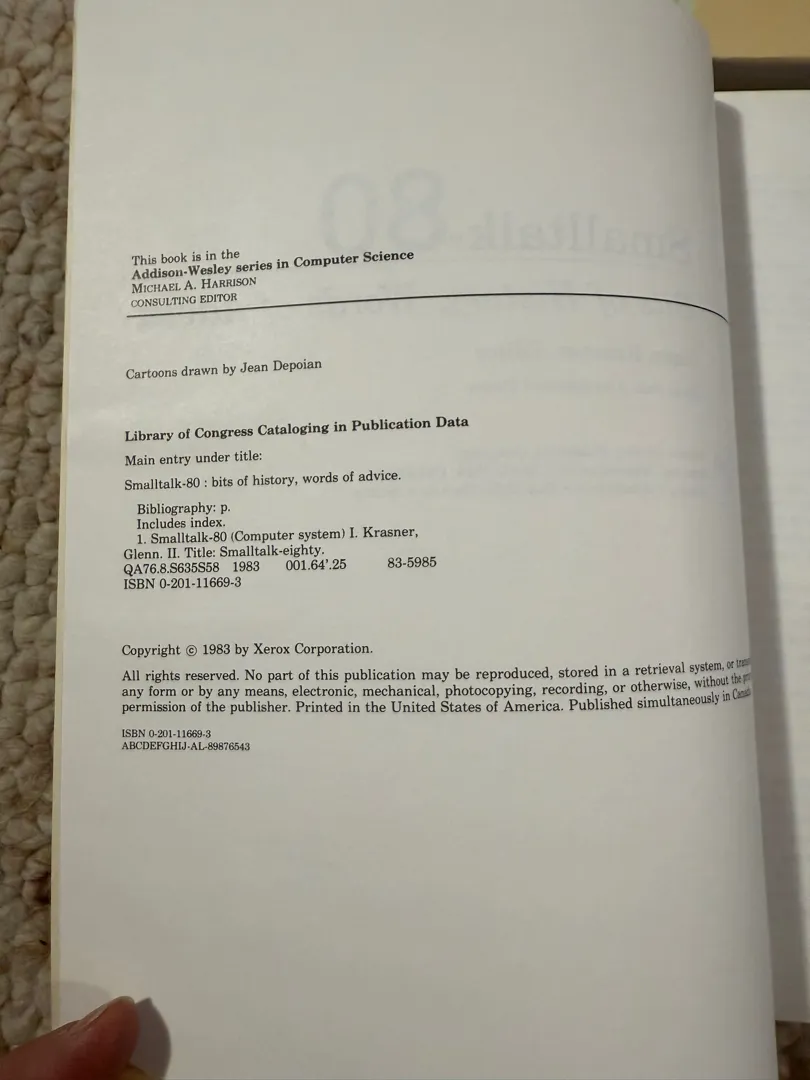 This book is in the
Addison-Wesley series in Computer Science
MICHAEL A. HARRISON
CONSULTING EDITOR
Cartoons drawn by Jean Depoian
Library of Congress Cataloging in Publication Data
Main entry under title:
Smalltalk-80 : bits of history, words of advice.
Bibliography: p.
Includes index.
1. Smalltalk-80 (Computer system) I. Krasner,
Glenn. II. Title: Smalltalk-eighty.
QA76.8.S635S58 1983 001.64'.25 83-5985
ISBN 0-201-11669-3
Copyright © 1983 by Xerox Corporation.
All rights reserved. No part of this publication may be reproduced, stored in a retrieval system, or
any form or by any means, electronic, mechanical, photocopying, recording, or otherwise, without the
permission of the publisher. Printed in the United States of America. Published simultaneously in
ISBN 0-201-11669-3
ABCDEFGHIJ-AL-89876543